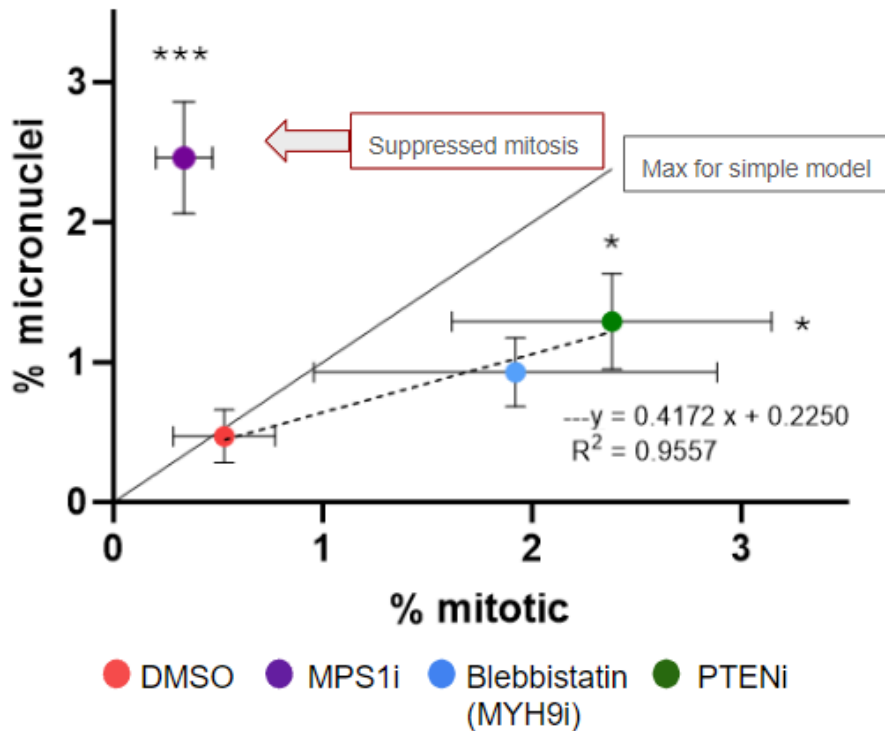 ***
3
Suppressed mitosis
Max for simple model
2
*
*
1
---y = 0.4172 x + 0.2250
R² = 0.9557
0
0 1 2 3
% micronuclei
% mitotic
DMSO MPS1i Blebbistatin (MYH9i) PTENi